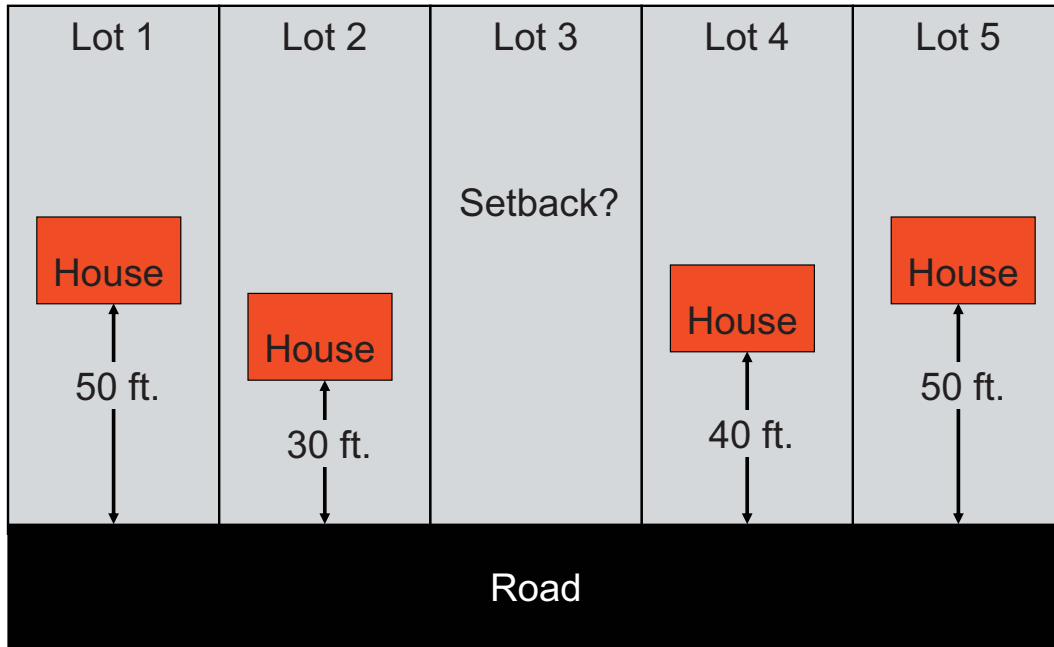 Lot 1
Lot 2
Lot 3
Lot 4
Lot 5
Setback?
House
House
House
House
50 ft.
30 ft.
40 ft.
50 ft.
Road